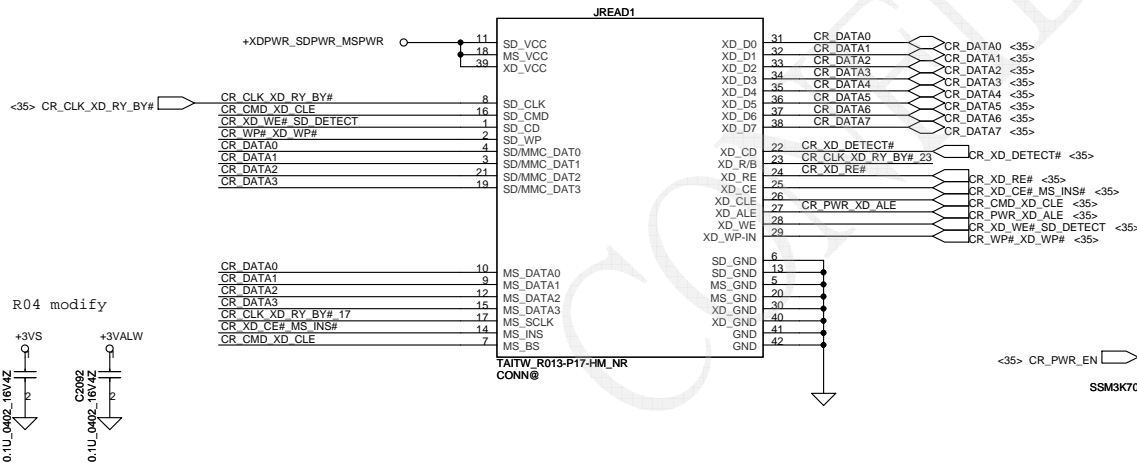 JREAD1
+XDPWR_SDPWR_MSPWR
11 SD_VCC
18 MS_VCC
39 XD_VCC
<35> CR_CLK_XD_RY_BY#
CR_CLK_XD_RY_BY# 8 SD_CLK
CR_CMD_XD_CLE 16 SD_CMD
CR_XD_WE#_SD_DETECT 1 SD_CD
CR_WP#_XD_WP# 2 SD_WP
CR_DATA0 4 SD/MMC_DAT0
CR_DATA1 3 SD/MMC_DAT1
CR_DATA2 21 SD/MMC_DAT2
CR_DATA3 19 SD/MMC_DAT3
CR_DATA0 10 MS_DATA0
CR_DATA1 9 MS_DATA1
CR_DATA2 12 MS_DATA2
CR_DATA3 15 MS_DATA3
CR_CLK_XD_RY_BY#_17 17 MS_SCLK
CR_XD_CE#_MS_INS# 14 MS_INS
CR_CMD_XD_CLE 7 MS_BS
XD_D0 31 CR_DATA0 CR_DATA0 <35>
XD_D1 32 CR_DATA1 CR_DATA1 <35>
XD_D2 33 CR_DATA2 CR_DATA2 <35>
XD_D3 34 CR_DATA3 CR_DATA3 <35>
XD_D4 35 CR_DATA4 CR_DATA4 <35>
XD_D5 36 CR_DATA5 CR_DATA5 <35>
XD_D6 37 CR_DATA6 CR_DATA6 <35>
XD_D7 38 CR_DATA7 CR_DATA7 <35>
XD_CD 22 CR_XD_DETECT# CR_XD_DETECT# <35>
XD_R/B 23 CR_CLK_XD_RY_BY#_23
XD_RE 24 CR_XD_RE# CR_XD_RE# <35>
XD_CE 25 CR_XD_CE#_MS_INS# <35>
XD_CLE 26 CR_CMD_XD_CLE <35>
XD_ALE 27 CR_PWR_XD_ALE CR_PWR_XD_ALE <35>
XD_WE 28 CR_XD_WE#_SD_DETECT <35>
XD_WP-IN 29 CR_WP#_XD_WP# <35>
SD_GND 6
SD_GND 13
MS_GND 5
MS_GND 20
XD_GND 30
XD_GND 40
GND 41
GND 42
TAITW_R013-P17-HM_NR
CONN@
R04 modify
+3VS
+3VALW
1
2
0.1U_0402_16V4Z
1
2
C2092
0.1U_0402_16V4Z
<35> CR_PWR_EN
SSM3K70